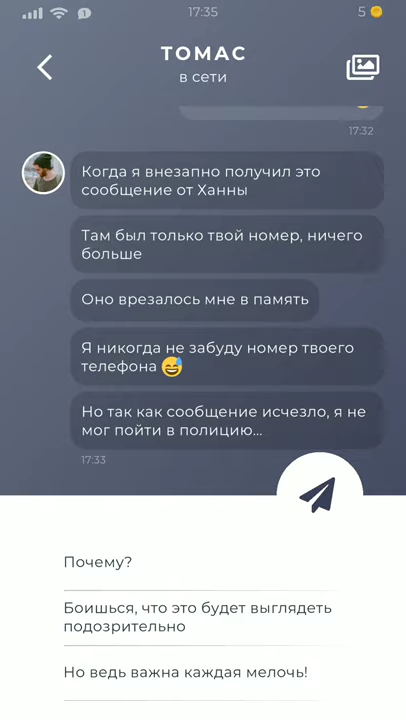 17:35
5
1
ТОМАС
в сети
17:32
Когда я внезапно получил это
сообщение от Ханны
Там был только твой номер, ничего
больше
Оно врезалось мне в память
Я никогда не забуду номер твоего
телефона 😅
Но так как сообщение исчезло, я не
мог пойти в полицию...
17:33
Почему?
Боишься, что это будет выглядеть
подозрительно
Но ведь важна каждая мелочь!